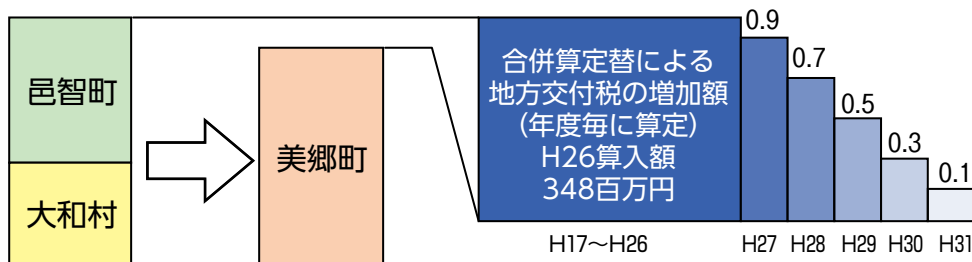 邑智町
大和村
美郷町
合併算定替による
地方交付税の増加額
(年度毎に算定)
H26算入額
348百万円
0.9
0.7
0.5
0.3
0.1
H17～H26
H27
H28
H29
H30
H31